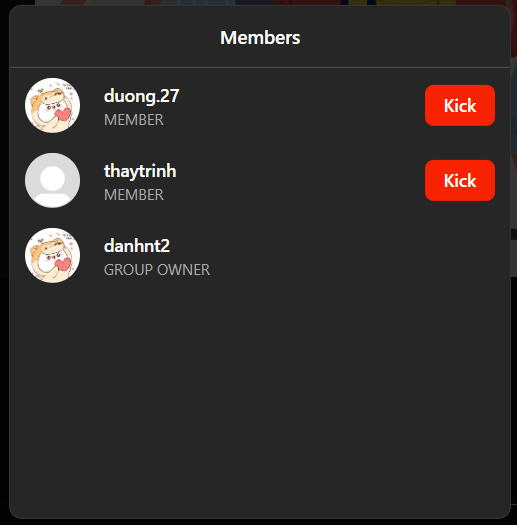 Members
duong.27
MEMBER
Kick
thaytrinh
MEMBER
Kick
danhnt2
GROUP OWNER